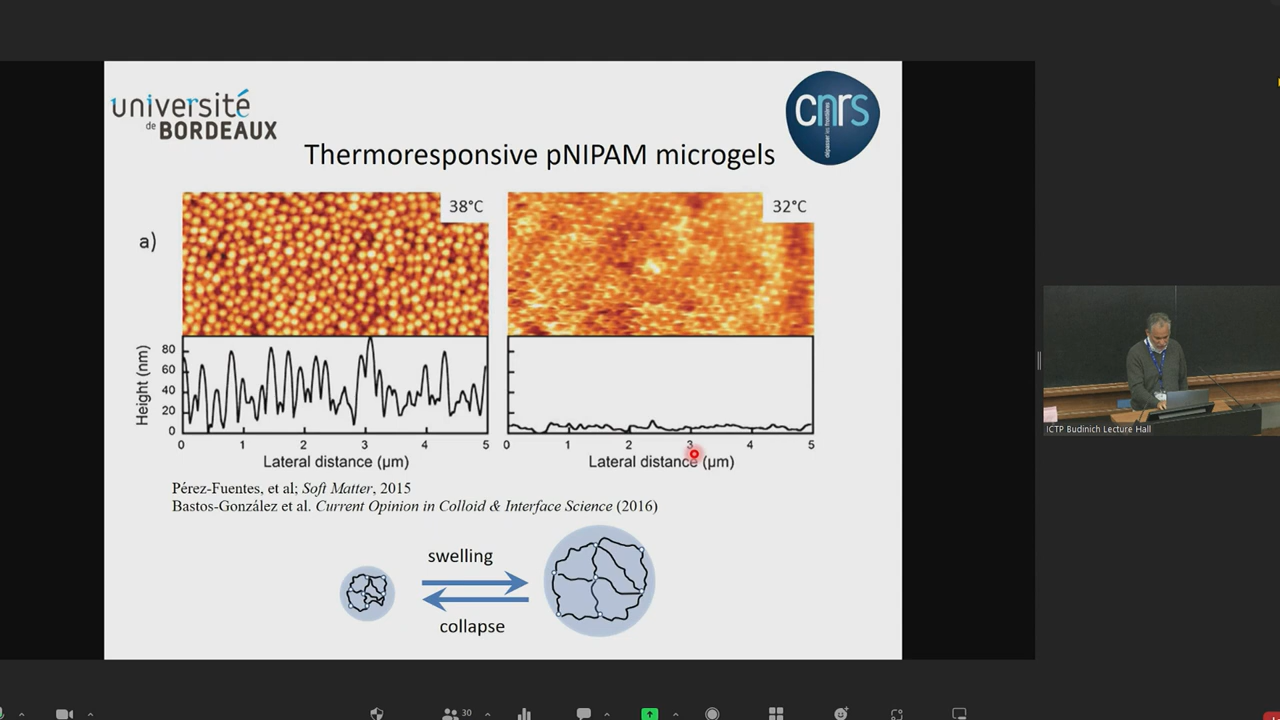 université
de BORDEAUX
cnrs
dépasser les frontières
Thermoresponsive pNIPAM microgels
a)
38°C
32°C
Height (nm)
80
60
40
20
0
0 1 2 3 4 5
0 1 2 3 4 5
Lateral distance (μm)
Lateral distance (μm)
Pérez-Fuentes, et al; Soft Matter, 2015
Bastos-González et al. Current Opinion in Colloid & Interface Science (2016)
swelling
collapse
ICTP Budinich Lecture Hall
30